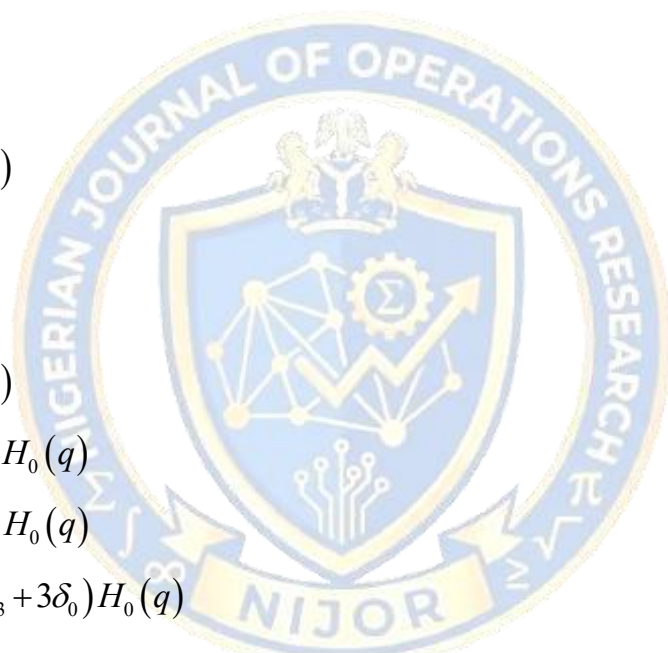 )
)
H₀(q)
H₀(q)
₃ + 3δ₀)H₀(q)
NIGERIAN JOURNAL OF OPERATIONS RESEARCH
Σ
Σ ∫ ∞
π √ ≥
NIJOR